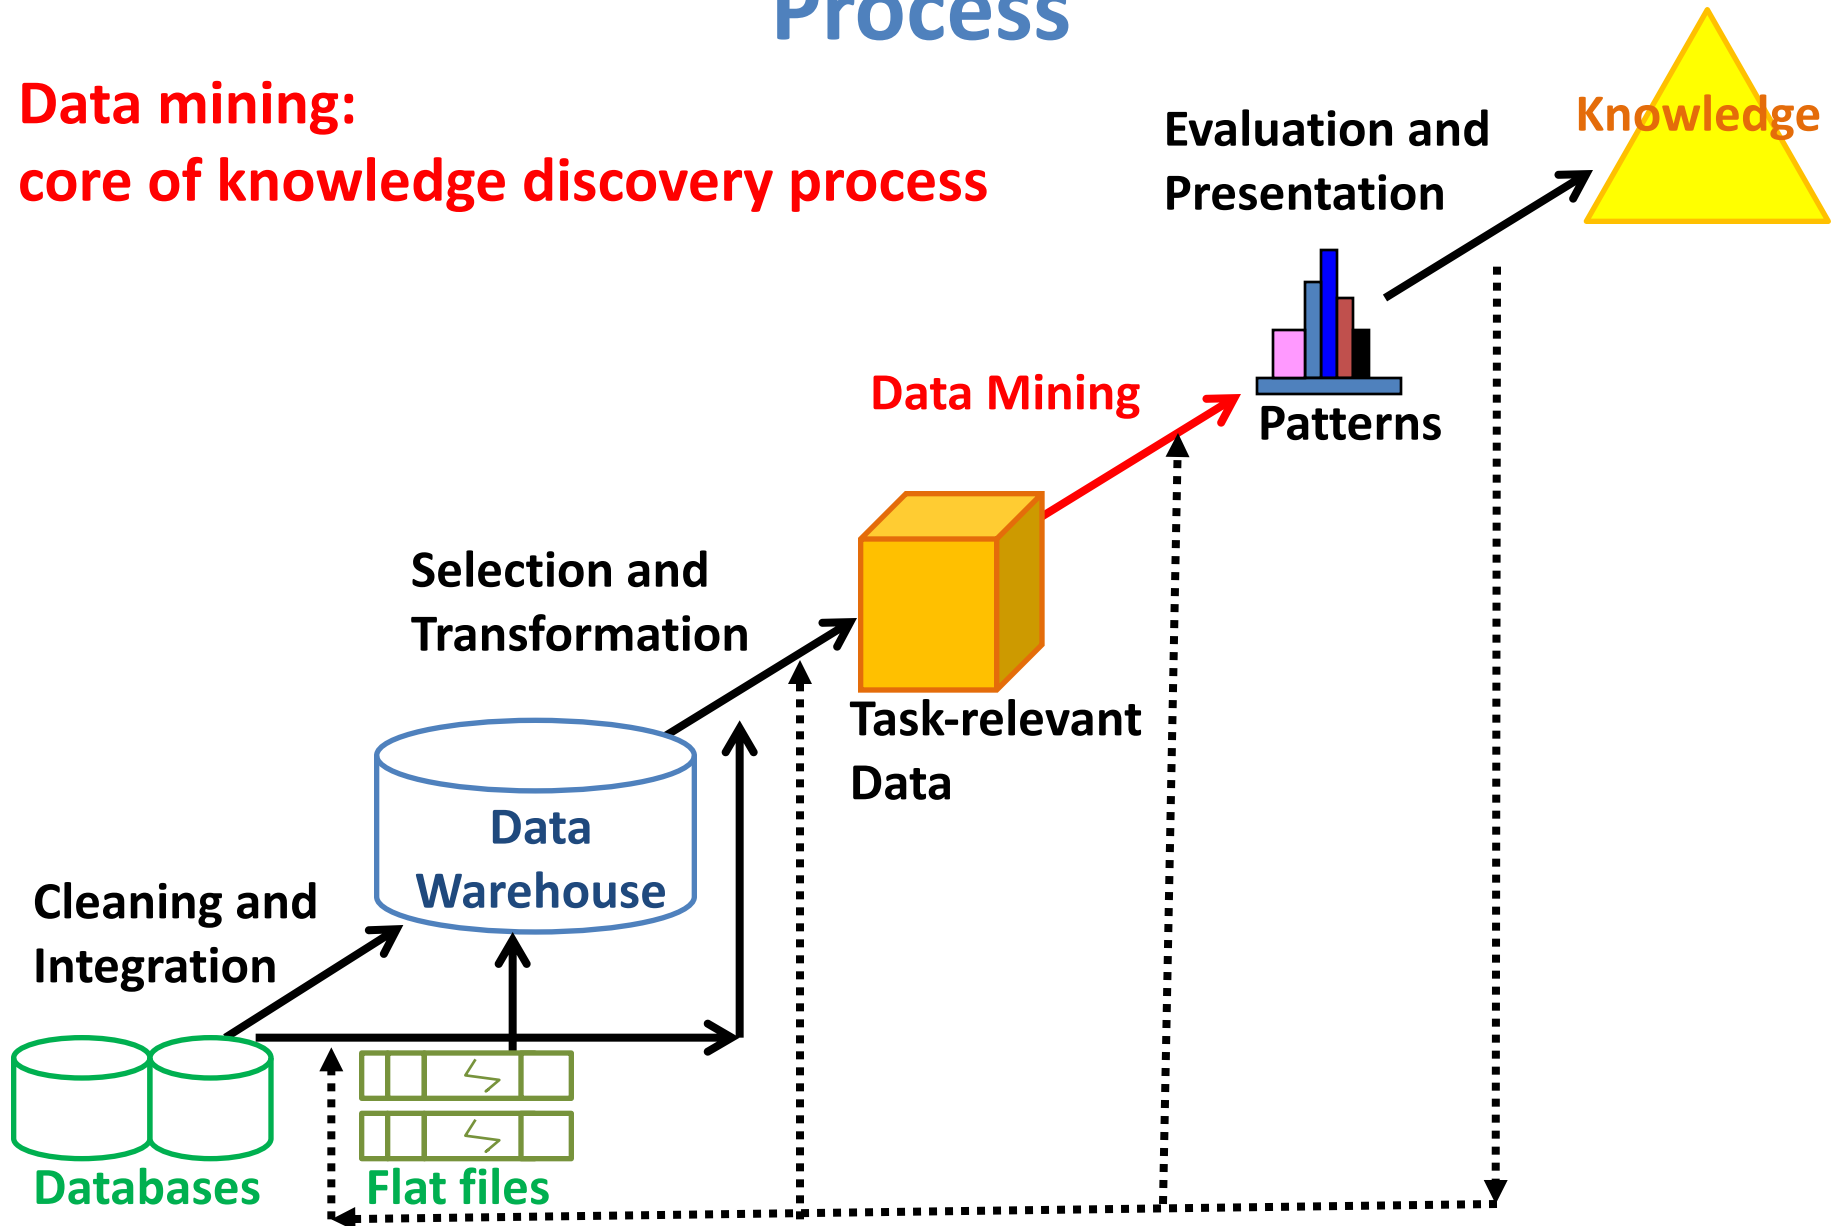 Process
Data mining:
core of knowledge discovery process
Evaluation and
Presentation
Knowledge
Data Mining
Patterns
Selection and
Transformation
Task-relevant
Data
Data
Warehouse
Cleaning and
Integration
Databases
Flat files